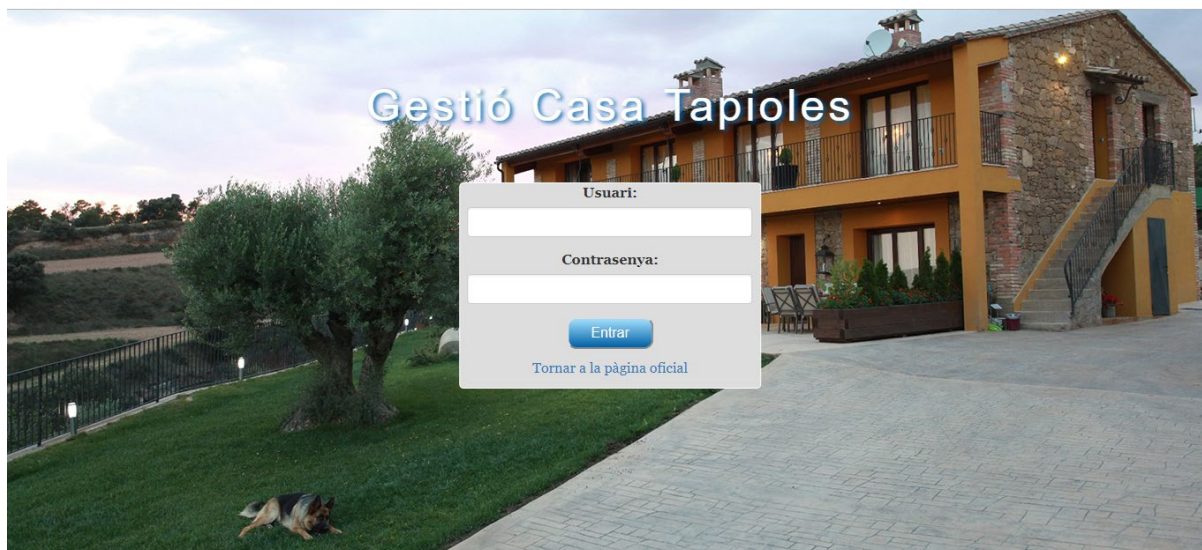 Gestió Casa Tapioles
Usuari:
Contrasenya:
Entrar
Tornar a la pàgina oficial